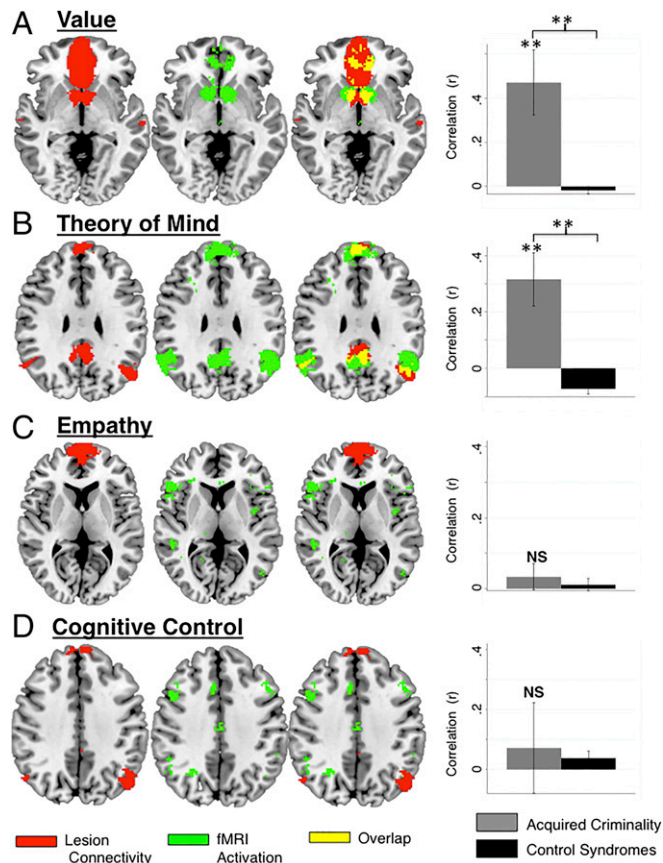 A Value
**
**
Correlation (r)
.4
.2
0
B Theory of Mind
**
**
Correlation (r)
.4
.2
0
C Empathy
NS
Correlation (r)
.4
.2
0
D Cognitive Control
NS
Correlation (r)
.4
.2
0
Lesion
Connectivity
fMRI
Activation
Overlap
Acquired Criminality
Control Syndromes